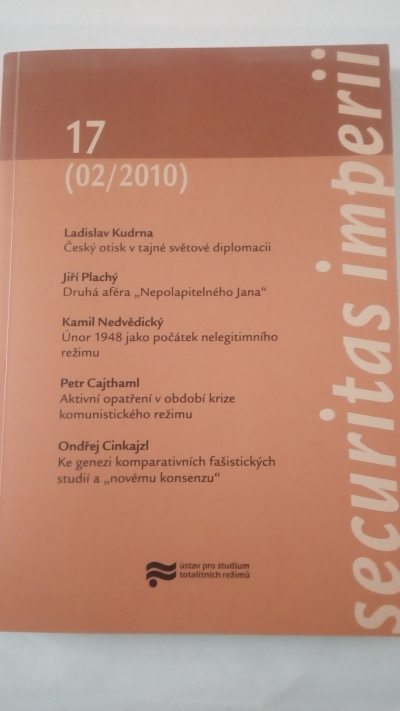 17
(02/2010)
Ladislav Kudrna
Český otisk v tajné světové diplomacii
Jiří Plachý
Druhá aféra „Nepolapitelného Jana“
Kamil Nedvědický
Únor 1948 jako počátek nelegitimního
režimu
Petr Cajthaml
Aktivní opatření v období krize
komunistického režimu
Ondřej Cinkajzl
Ke genezi komparativních fašistických
studií a „novému konsenzu“
ústav pro studium
totalitních režimů
securitas imperii